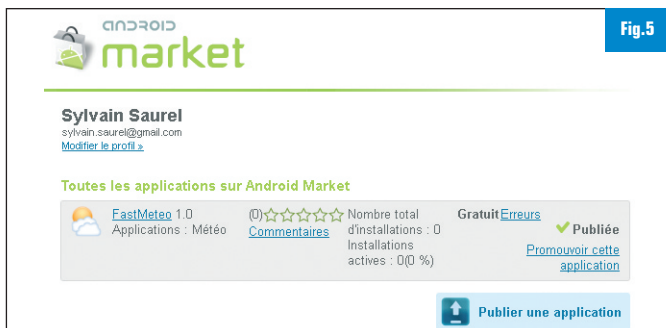 Fig.5
android
market
Sylvain Saurel
sylvain.saurel@gmail.com
Modifier le profil »
Toutes les applications sur Android Market
FastMeteo 1.0
Applications : Météo
(0)
Commentaires
Nombre total
d'installations : 0
Installations
actives : 0(0 %)
Gratuit Erreurs
Publiée
Promouvoir cette
application
Publier une application